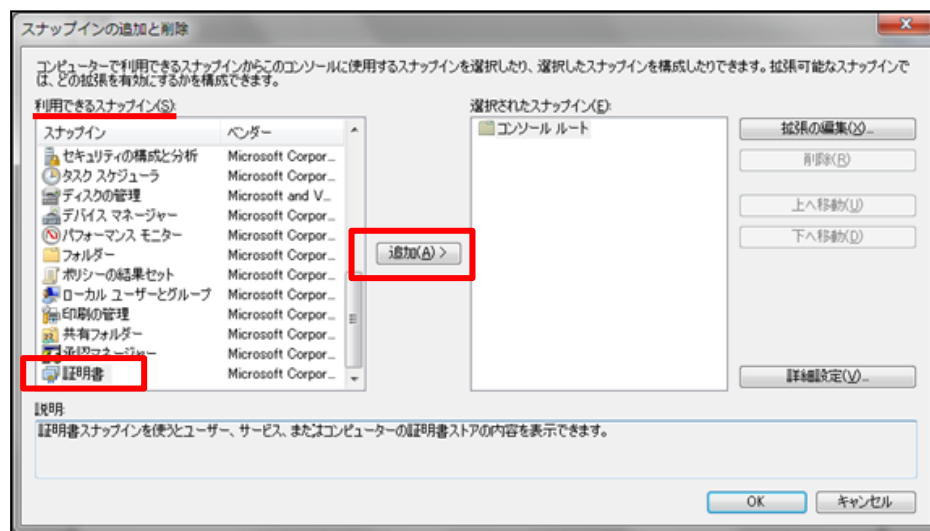 スナップインの追加と削除
コンピューターで利用できるスナップインからこのコンソールに使用するスナップインを選択したり、選択したスナップインを構成したりできます。拡張可能なスナップインで
は、どの拡張を有効にするかを構成できます。
利用できるスナップイン(S):
スナップイン ベンダー
セキュリティの構成と分析 Microsoft Corpor...
タスク スケジューラ Microsoft Corpor...
ディスクの管理 Microsoft and V...
デバイス マネージャー Microsoft Corpor...
パフォーマンス モニター Microsoft Corpor...
フォルダー Microsoft Corpor...
ポリシーの結果セット Microsoft Corpor...
ローカル ユーザーとグループ Microsoft Corpor...
印刷の管理 Microsoft Corpor...
共有フォルダー Microsoft Corpor...
承認マネージャー Microsoft Corpor...
証明書 Microsoft Corpor...
追加(A) >
選択されたスナップイン(E):
コンソール ルート
拡張の編集(X)...
削除(R)
上へ移動(U)
下へ移動(D)
詳細設定(V)...
説明:
証明書スナップインを使うとユーザー、サービス、またはコンピューターの証明書ストアの内容を表示できます。
OK
キャンセル